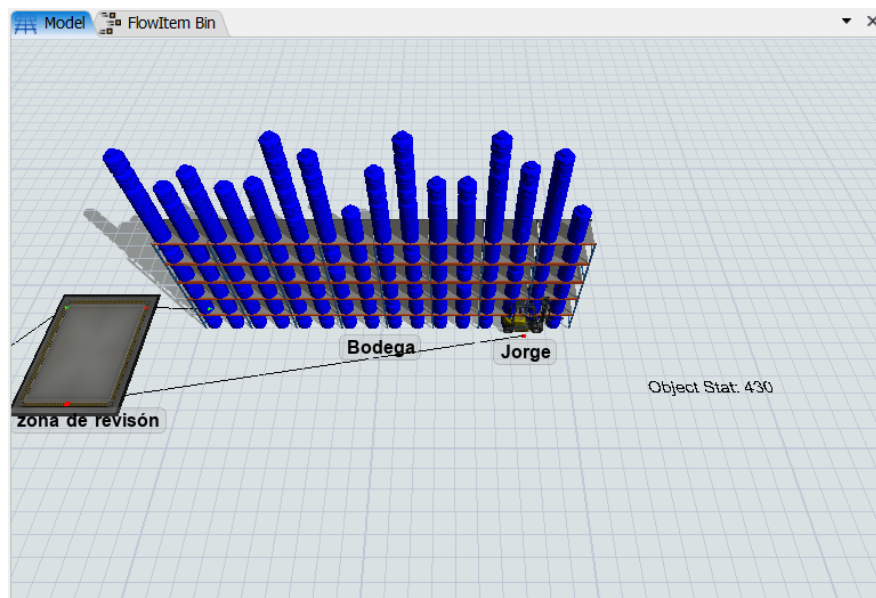 Model
FlowItem Bin
Bodega
Jorge
Object Stat: 430
zona de revisón